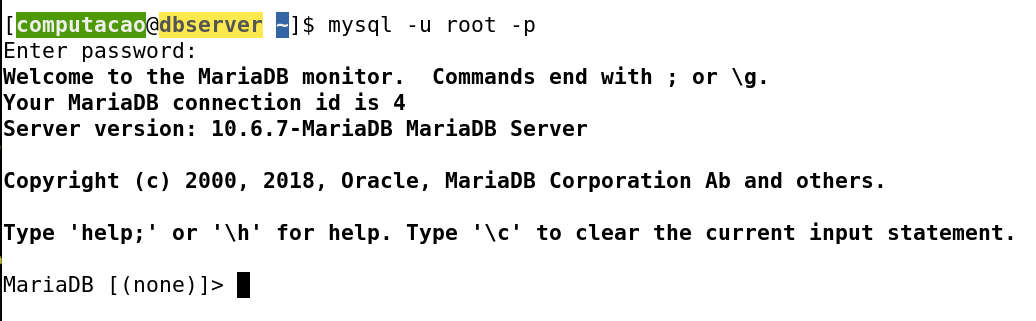 [computacao@dbserver ~]$ mysql -u root -p
Enter password:
Welcome to the MariaDB monitor.  Commands end with ; or \g.
Your MariaDB connection id is 4
Server version: 10.6.7-MariaDB MariaDB Server
Copyright (c) 2000, 2018, Oracle, MariaDB Corporation Ab and others.
Type 'help;' or '\h' for help. Type '\c' to clear the current input statement.
MariaDB [(none)]>